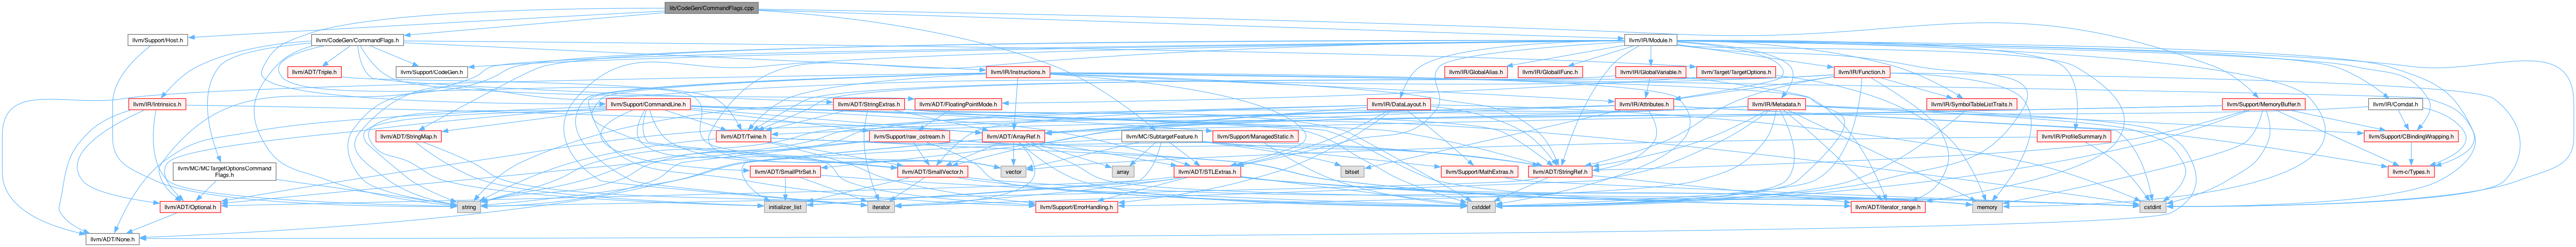 lib/CodeGen/CommandFlags.cpp
llvm/Support/Host.h
llvm/CodeGen/CommandFlags.h
llvm/IR/Module.h
llvm/ADT/Triple.h
llvm/Support/CodeGen.h
llvm/IR/Instructions.h
llvm/IR/GlobalAlias.h
llvm/IR/GlobalIFunc.h
llvm/IR/GlobalVariable.h
llvm/Target/TargetOptions.h
llvm/IR/Function.h
llvm/IR/Intrinsics.h
llvm/Support/CommandLine.h
llvm/ADT/StringExtras.h
llvm/ADT/FloatingPointMode.h
llvm/IR/DataLayout.h
llvm/IR/Attributes.h
llvm/IR/Metadata.h
llvm/IR/SymbolTableListTraits.h
llvm/Support/MemoryBuffer.h
llvm/IR/Comdat.h
llvm/ADT/StringMap.h
llvm/ADT/Twine.h
llvm/Support/raw_ostream.h
llvm/ADT/ArrayRef.h
llvm/MC/SubtargetFeature.h
llvm/Support/ManagedStatic.h
llvm/IR/ProfileSummary.h
llvm/Support/CBindingWrapping.h
llvm/MC/MCTargetOptionsCommand
Flags.h
llvm/ADT/SmallPtrSet.h
llvm/ADT/SmallVector.h
vector
array
llvm/ADT/STLExtras.h
bitset
llvm/Support/MathExtras.h
llvm/ADT/StringRef.h
llvm-c/Types.h
llvm/ADT/Optional.h
string
initializer_list
iterator
llvm/Support/ErrorHandling.h
cstddef
llvm/ADT/iterator_range.h
memory
cstdint
llvm/ADT/None.h